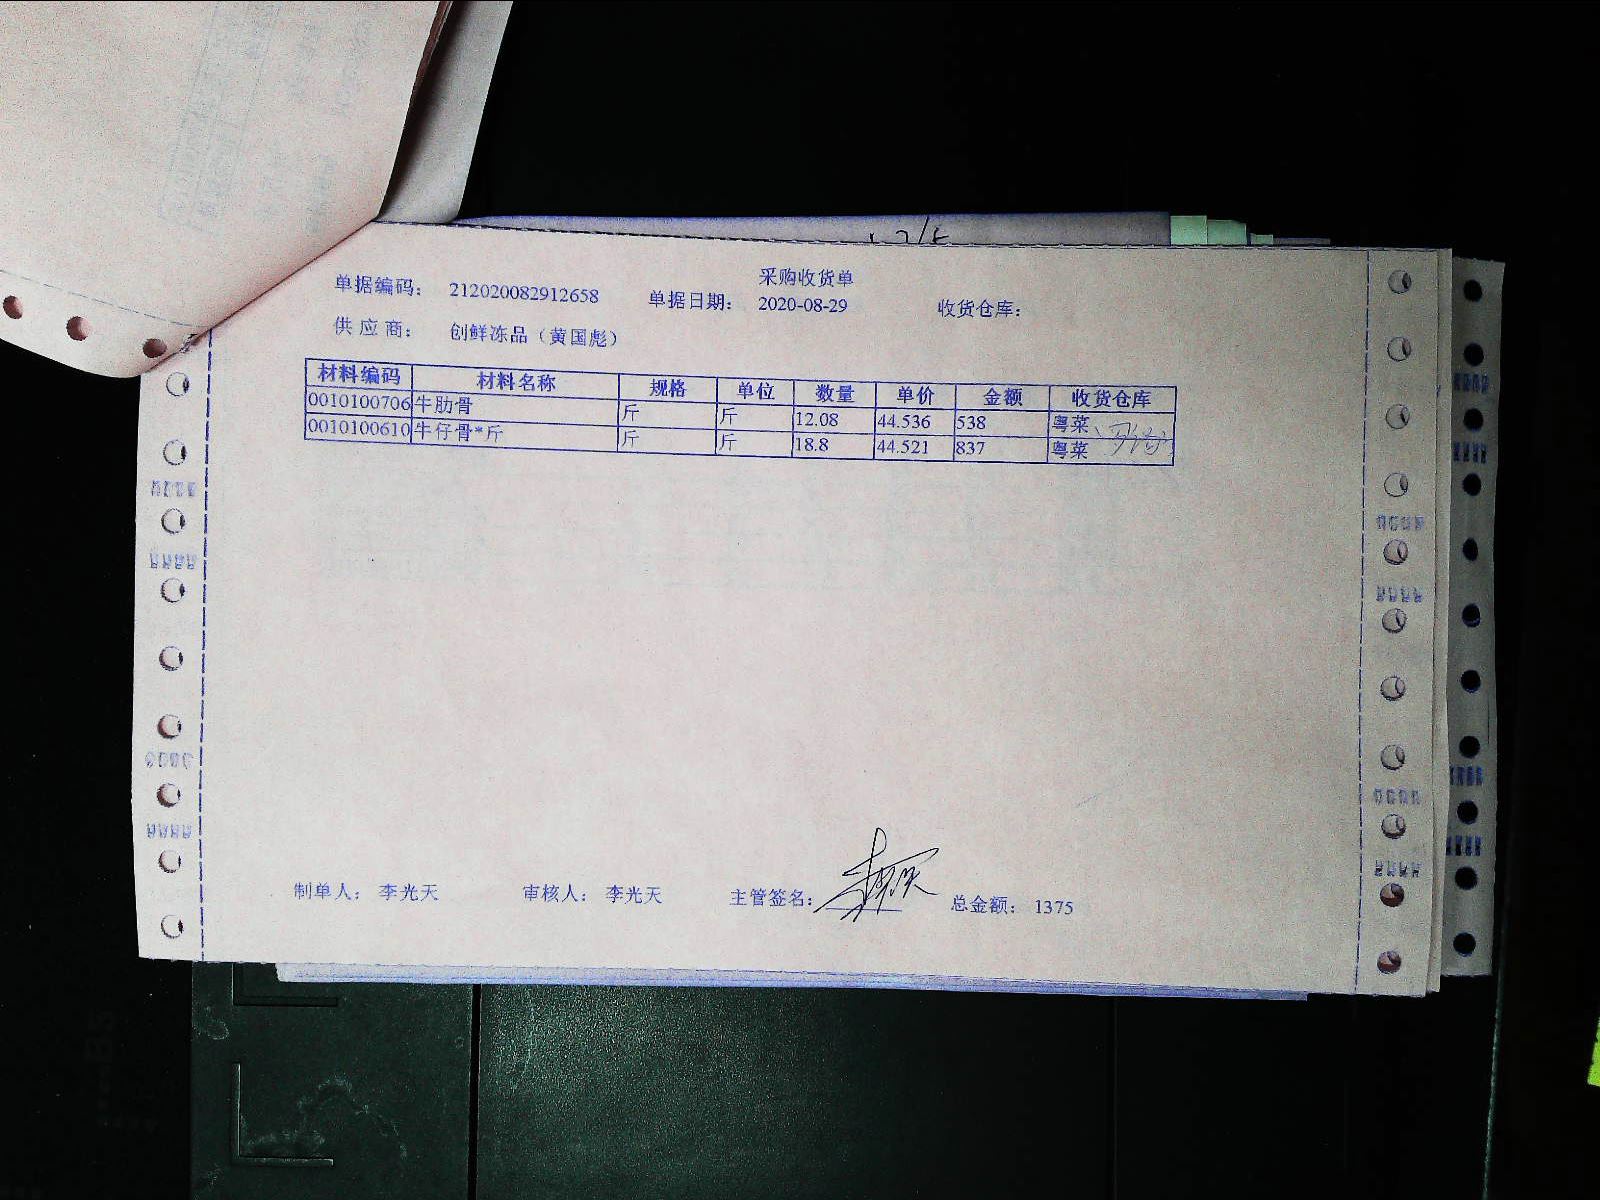 采购收货单
单据编码： 212020082912658 单据日期： 2020-08-29 收货仓库：
供 应 商： 创鲜冻品（黄国彪）
材料编码 材料名称 规格 单位 数量 单价 金额 收货仓库
0010100706 牛肋骨 斤 斤 12.08 44.536 538 粤菜
0010100610 牛仔骨*斤 斤 斤 18.8 44.521 837 粤菜
制单人： 李光天 审核人： 李光天 主管签名： 总金额： 1375